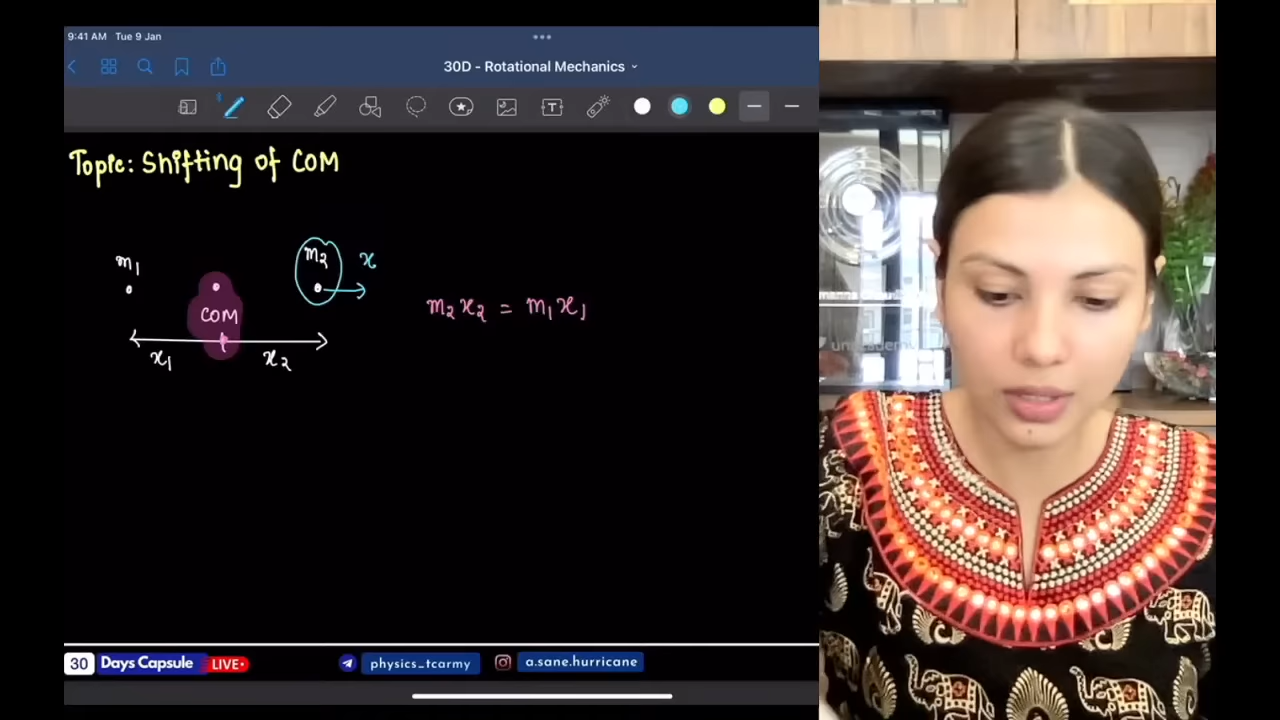 9:41 AM Tue 9 Jan
30D - Rotational Mechanics
Topic: Shifting of COM
m1
m2
x
COM
x1
x2
m2x2 = m1x1
30 Days Capsule LIVE
physics_tcarmy
a.sane.hurricane